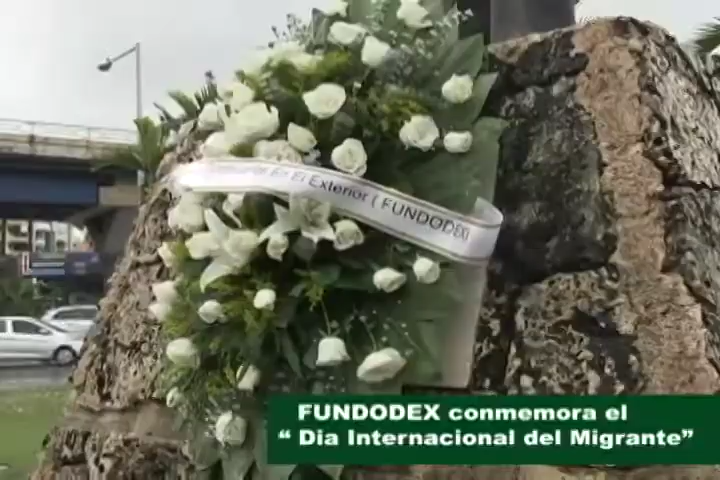 En El Exterior ( FUNDODEX)
FUNDODEX conmemora el
“ Dia Internacional del Migrante”